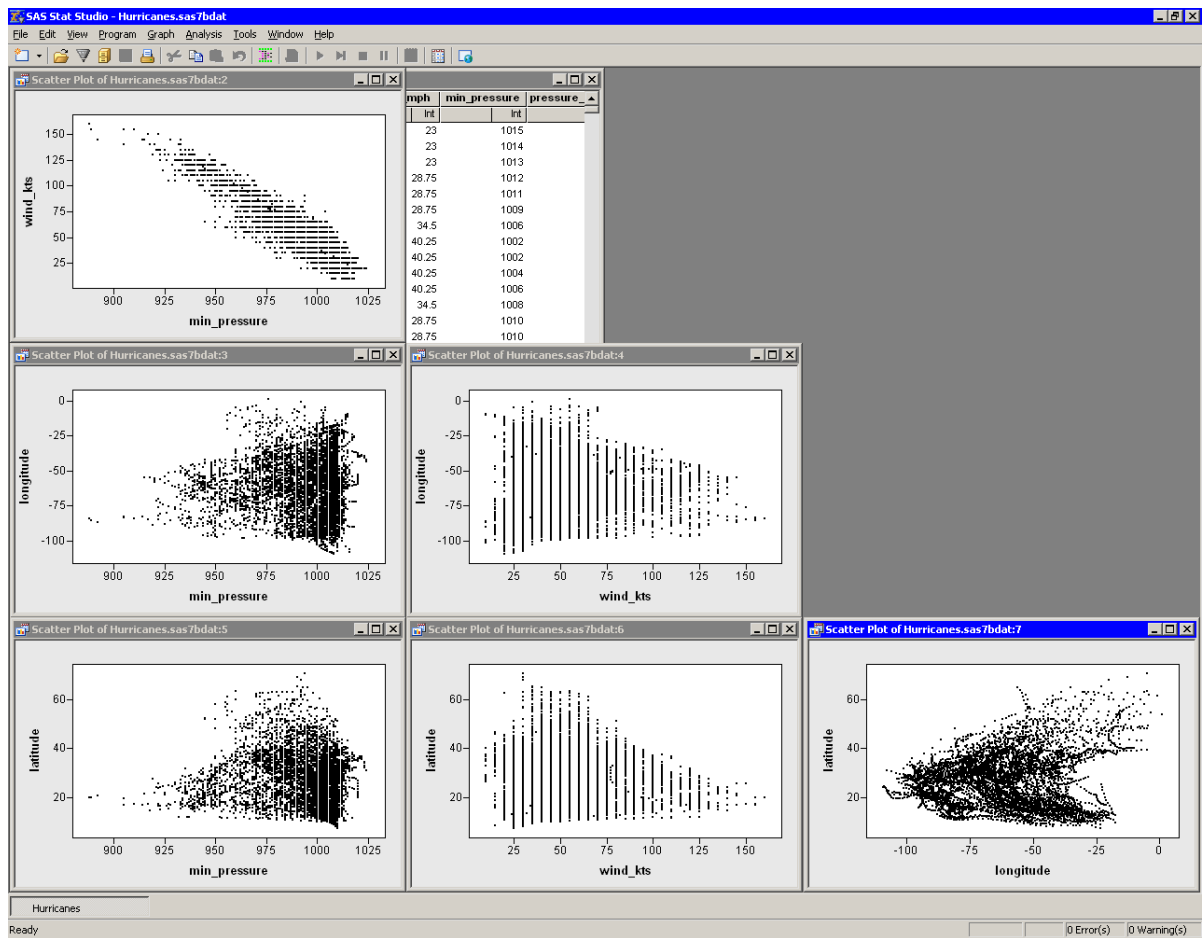 SAS Stat Studio - Hurricanes.sas7bdat
File Edit View Program Graph Analysis Tools Window Help
Scatter Plot of Hurricanes.sas7bdat:2
wind_kts
150
125
100
75
50
25
900 925 950 975 1000 1025
min_pressure
mph min_pressure pressure_
Int Int
23 1015
23 1014
23 1013
28.75 1012
28.75 1011
28.75 1009
34.5 1006
40.25 1002
40.25 1002
40.25 1004
40.25 1006
34.5 1008
28.75 1010
28.75 1010
Scatter Plot of Hurricanes.sas7bdat:3
longitude
0
-25
-50
-75
-100
900 925 950 975 1000 1025
min_pressure
Scatter Plot of Hurricanes.sas7bdat:4
longitude
0
-25
-50
-75
-100
25 50 75 100 125 150
wind_kts
Scatter Plot of Hurricanes.sas7bdat:5
latitude
60
40
20
900 925 950 975 1000 1025
min_pressure
Scatter Plot of Hurricanes.sas7bdat:6
latitude
60
40
20
25 50 75 100 125 150
wind_kts
Scatter Plot of Hurricanes.sas7bdat:7
latitude
60
40
20
-100 -75 -50 -25 0
longitude
Hurricanes
Ready 0 Error(s) 0 Warning(s)